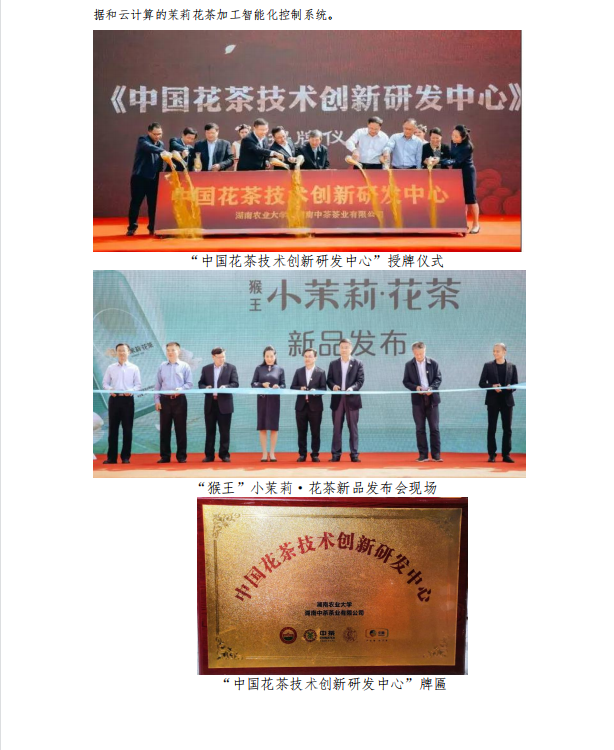 据和云计算的茉莉花茶加工智能化控制系统。
《中国花茶技术创新研发中心》
牌仪
中国花茶技术创新研发中心
湖南农业大学 湖南中茶茶业有限公司
“中国花茶技术创新研发中心”授牌仪式
猴王
小茉莉·花茶
新品发布
“猴王”小茉莉·花茶新品发布会现场
中国花茶技术创新研发中心
湖南农业大学
湖南中茶茶业有限公司
中茶
“中国花茶技术创新研发中心”牌匾